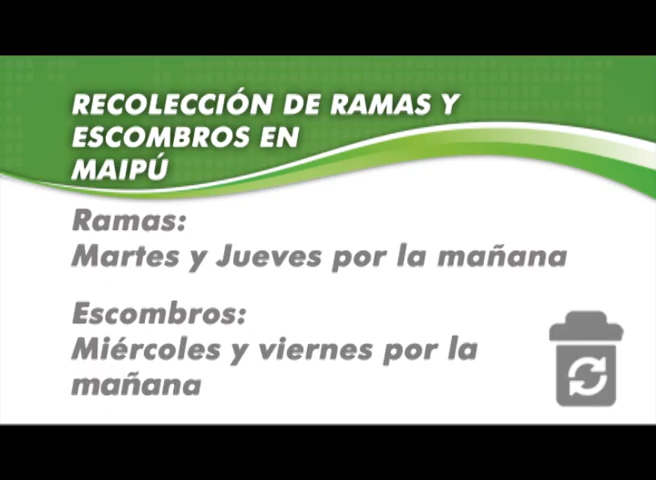 RECOLECCIÓN DE RAMAS Y
ESCOMBROS EN
MAIPÚ
Ramas:
Martes y Jueves por la mañana
Escombros:
Miércoles y viernes por la
mañana